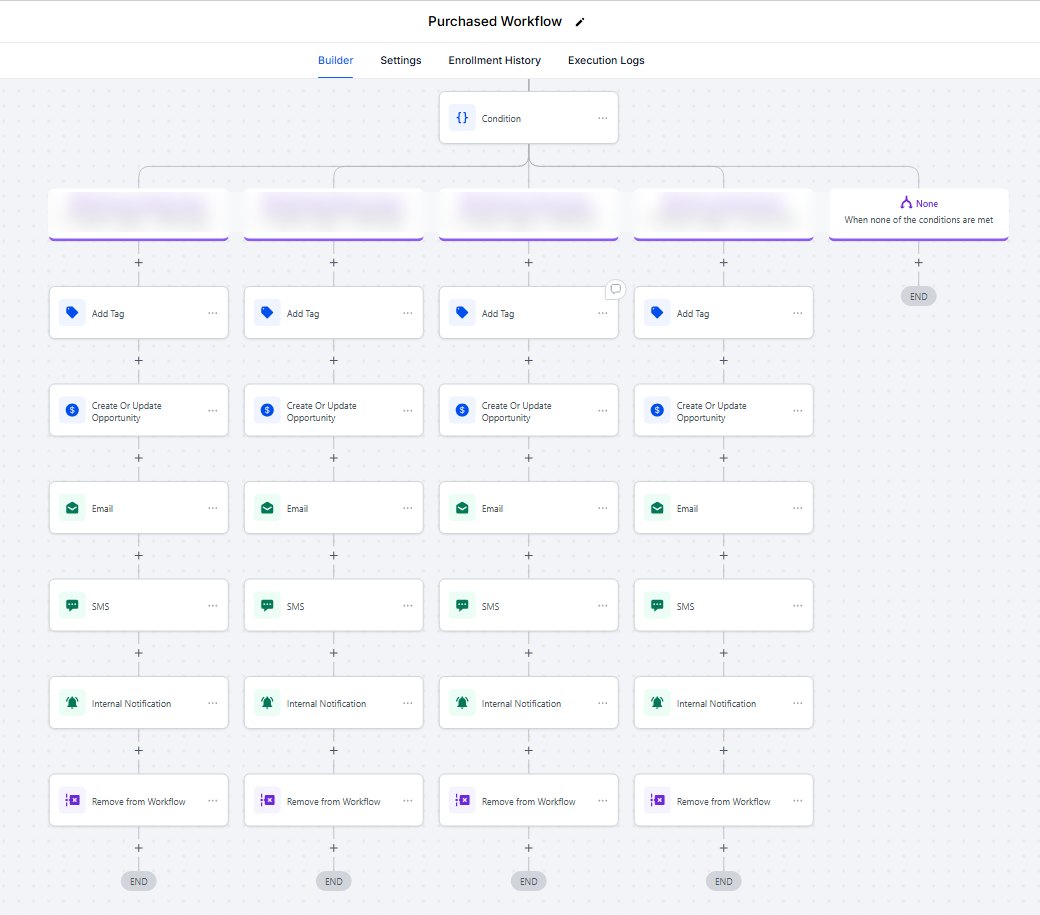 Purchased Workflow
Builder Settings Enrollment History Execution Logs
Condition
None
When none of the conditions are met
END
Add Tag Add Tag Add Tag Add Tag
Create Or Update Create Or Update Create Or Update Create Or Update
Opportunity Opportunity Opportunity Opportunity
Email Email Email Email
SMS SMS SMS SMS
Internal Notification Internal Notification Internal Notification Internal Notification
Remove from Workflow Remove from Workflow Remove from Workflow Remove from Workflow
END END END END